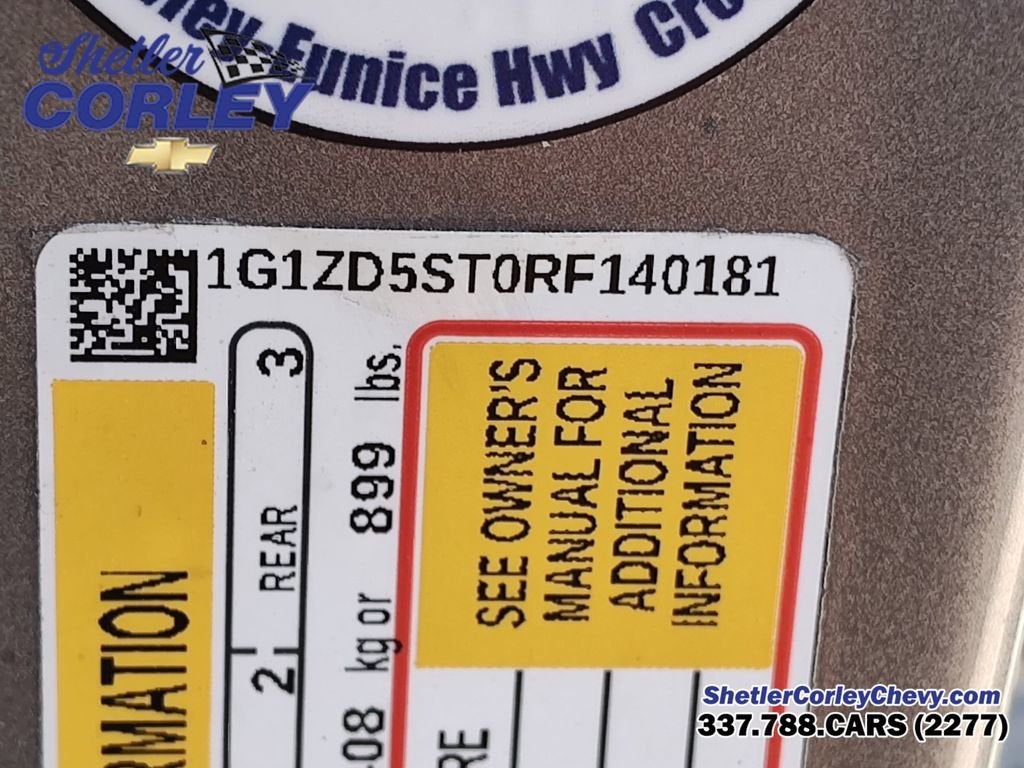 Shetler
CORLEY
Eunice Hwy
1G1ZD5ST0RF140181
SEE OWNER'S
MANUAL FOR
ADDITIONAL
INFORMATION
REAR 3
2
kg or 899 lbs.
ShetlerCorleyChevy.com
337.788.CARS (2277)